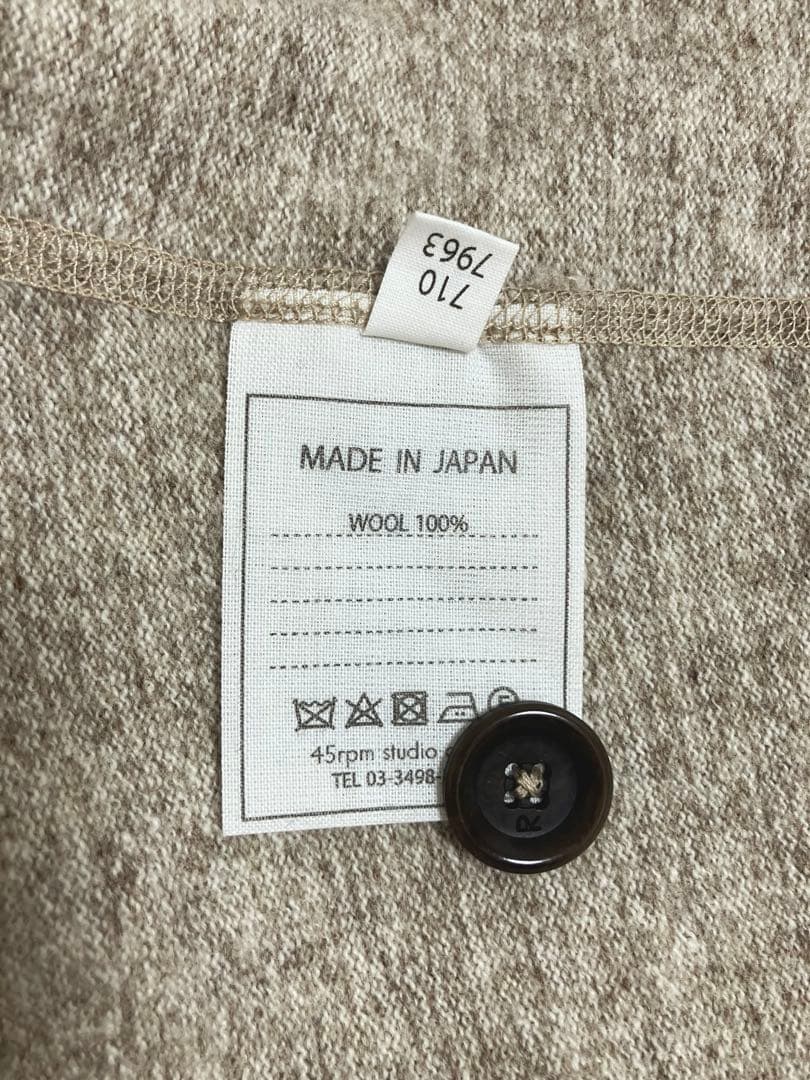 710
7963
MADE IN JAPAN
WOOL 100%
45rpm studio
TEL 03-3498-
R